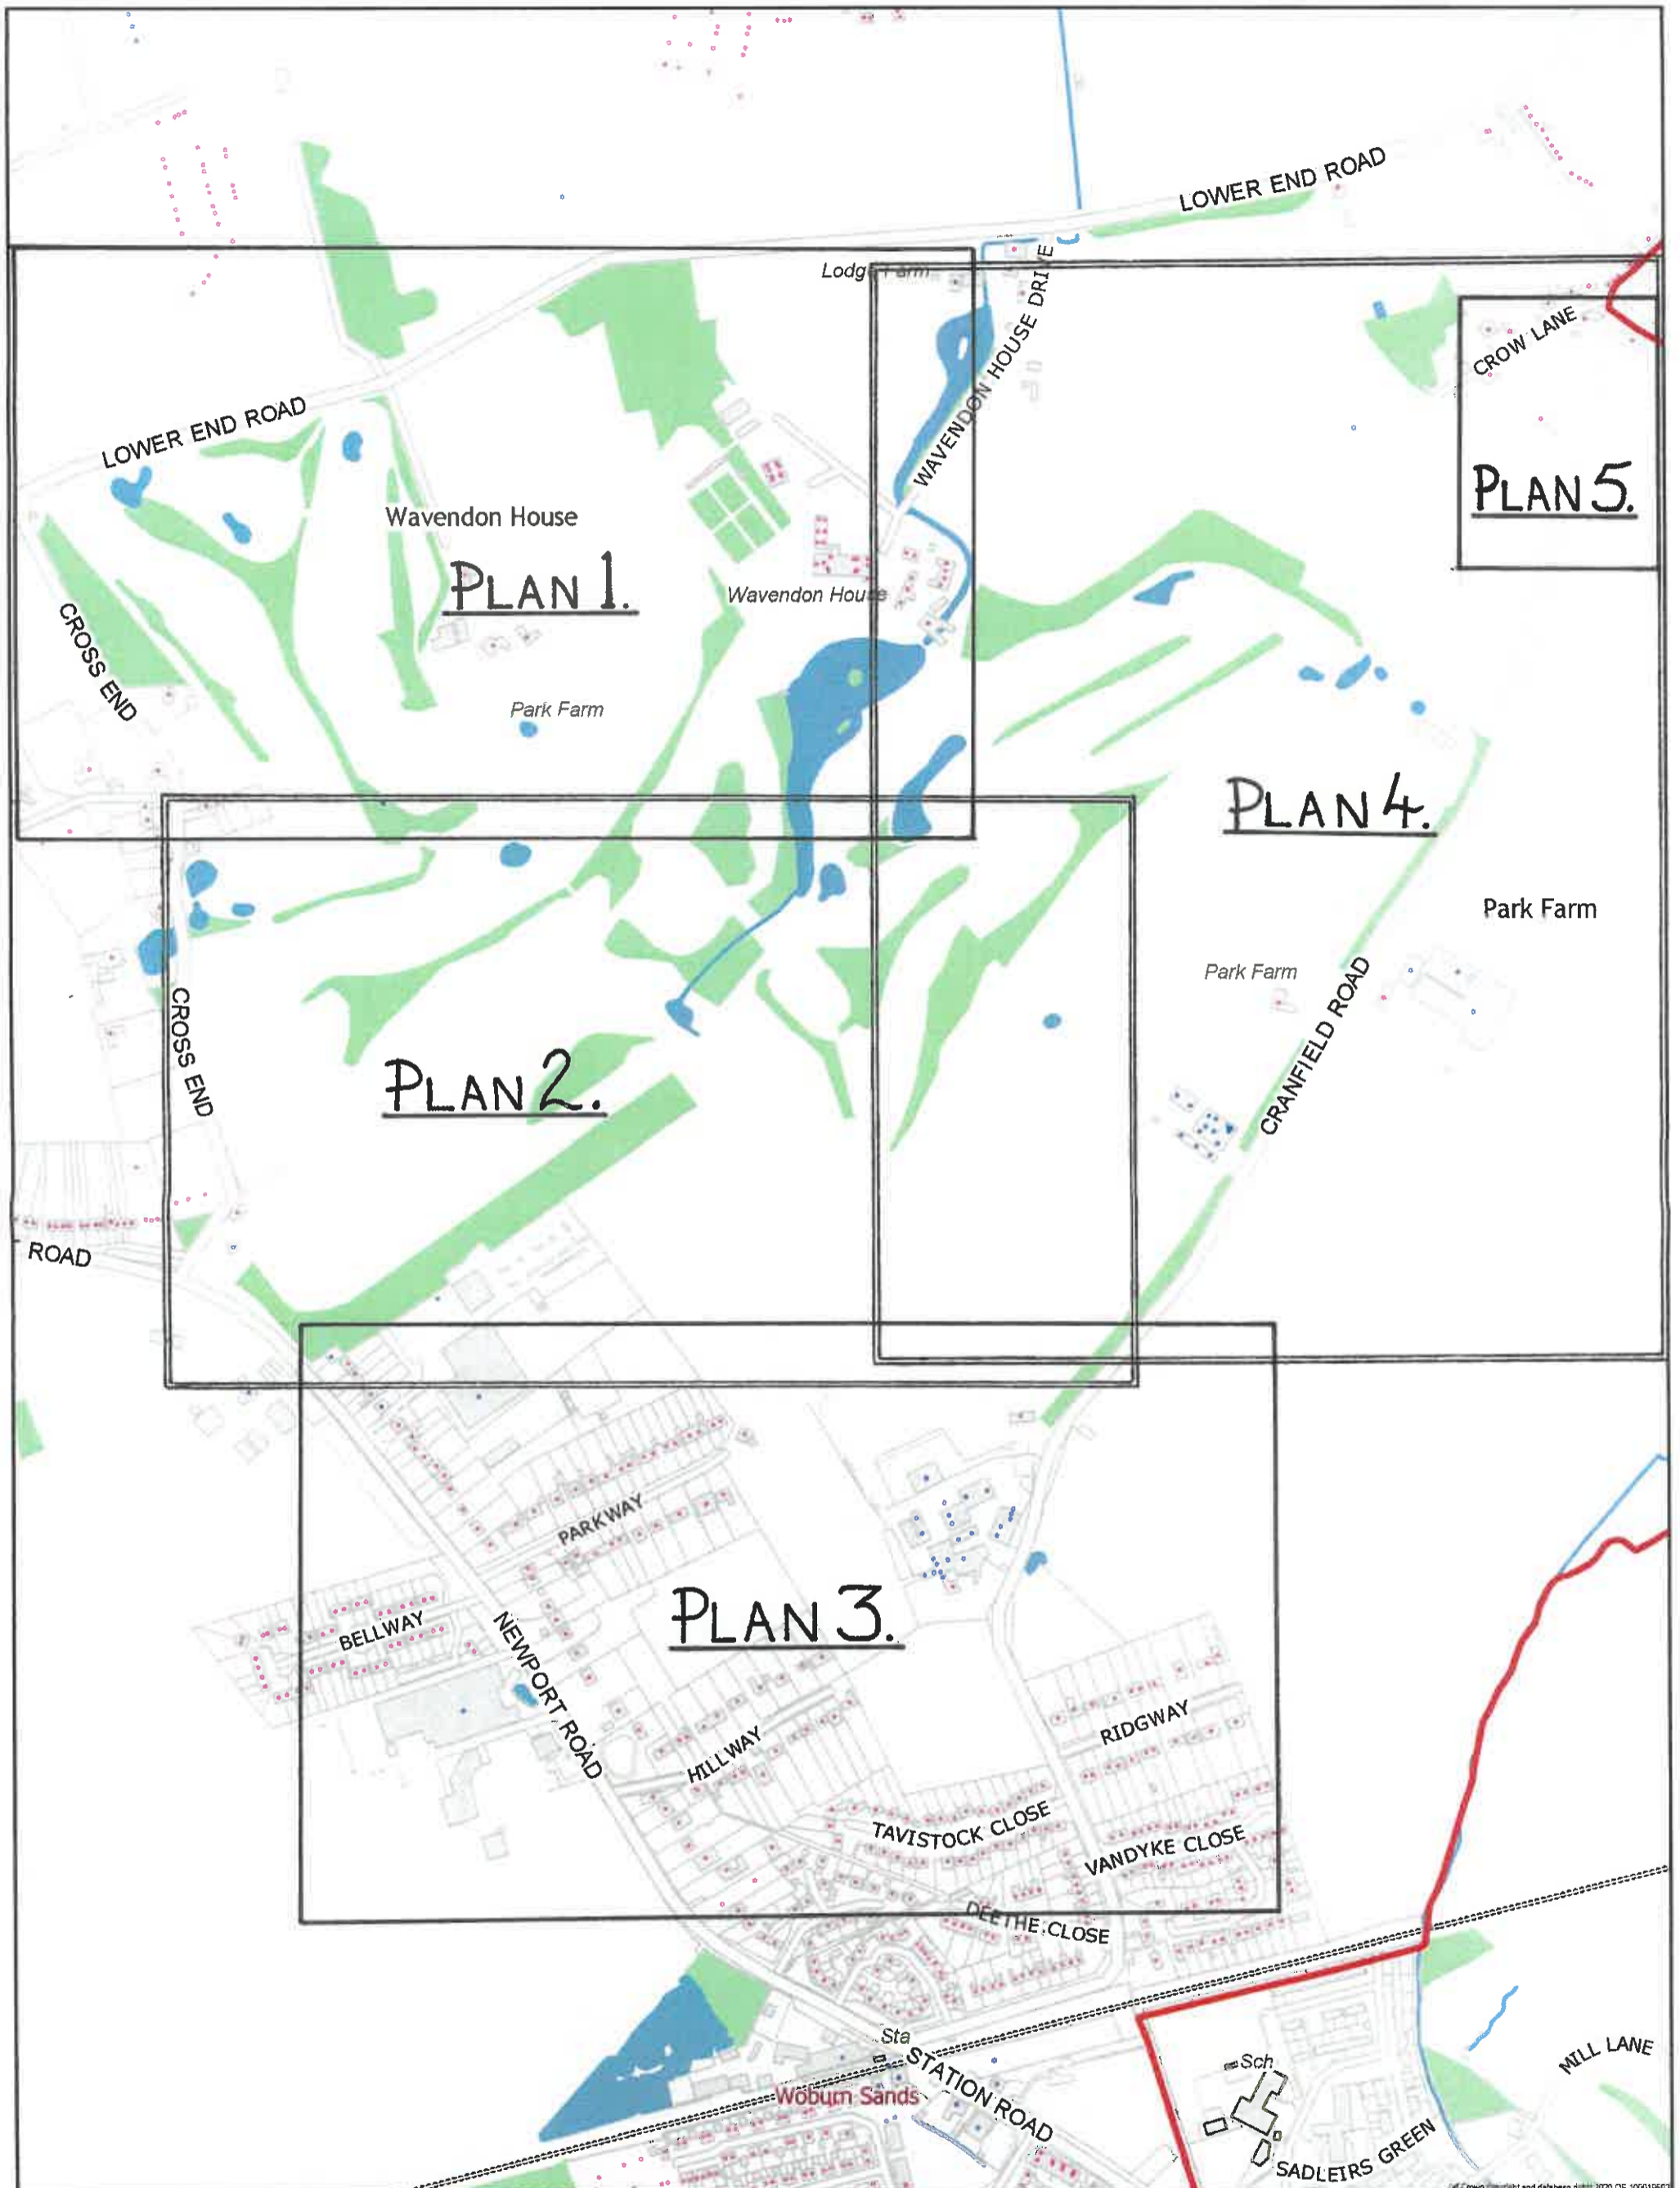 LOWER END ROAD
Lodge Farm
WAVENDON HOUSE DRIVE
CROW LANE
PLAN 5.
LOWER END ROAD
Wavendon House
PLAN 1.
Wavendon House
CROSS END
Park Farm
PLAN 4.
Park Farm
Park Farm
CRANFIELD ROAD
CROSS END
PLAN 2.
ROAD
PARKWAY
BELLWAY
NEWPORT ROAD
PLAN 3.
HILLWAY
RIDGWAY
TAVISTOCK CLOSE
VANDYKE CLOSE
DEETHE CLOSE
Sta
STATION ROAD
Woburn Sands
Sch
MILL LANE
SADLEIRS GREEN